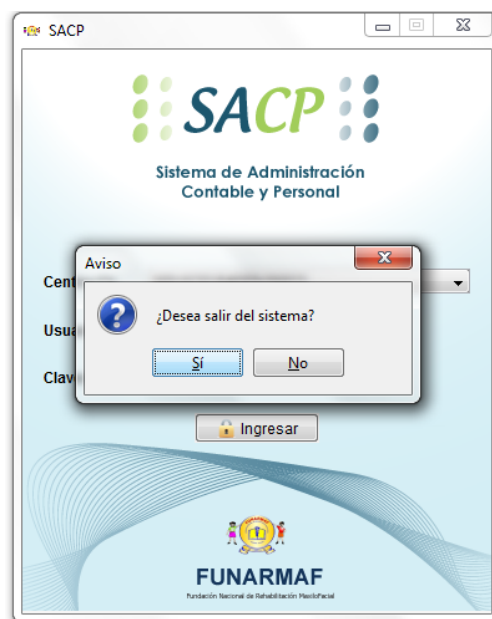 SACP
SACP
Sistema de Administración
Contable y Personal
Aviso
¿Desea salir del sistema?
Sí
No
Ingresar
FUNARMAF
Fundación Nacional de Rehabilitación Maxilofacial